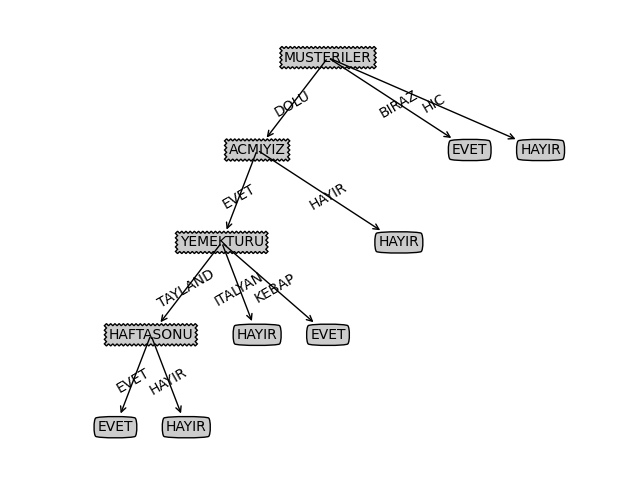 MUSTERILER
DOLU
BIRAZ
HIC
ACMIYIZ
EVET
HAYIR
EVET
HAYIR
YEMEKTURU
HAYIR
TAYLAND
ITALYAN
KEBAP
HAFTASONU
HAYIR
EVET
EVET
HAYIR
EVET
HAYIR